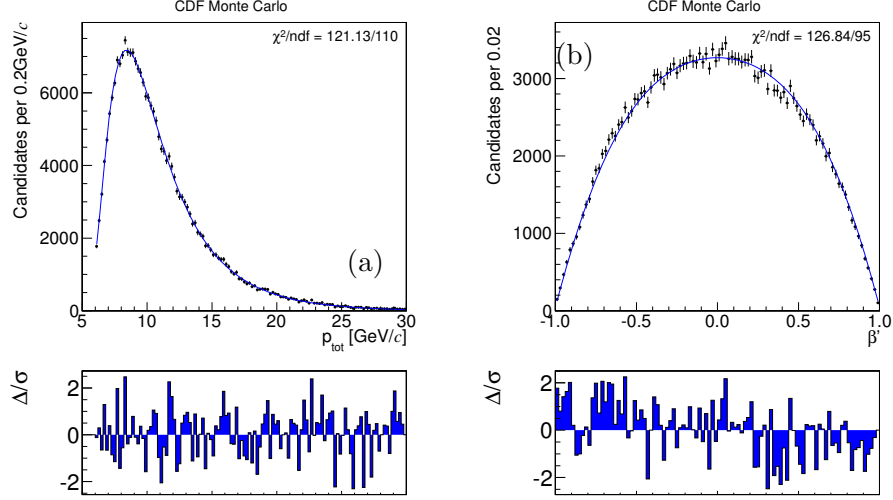 CDF Monte Carlo
χ²/ndf = 121.13/110
Candidates per 0.2GeV/c
6000
4000
2000
0
(a)
5 10 15 20 25 30
p_tot [GeV/c]
Δ/σ
2
0
-2
CDF Monte Carlo
(b)
χ²/ndf = 126.84/95
Candidates per 0.02
3000
2000
1000
0
-1.0 -0.5 0.0 0.5 1.0
β'
Δ/σ
2
0
-2